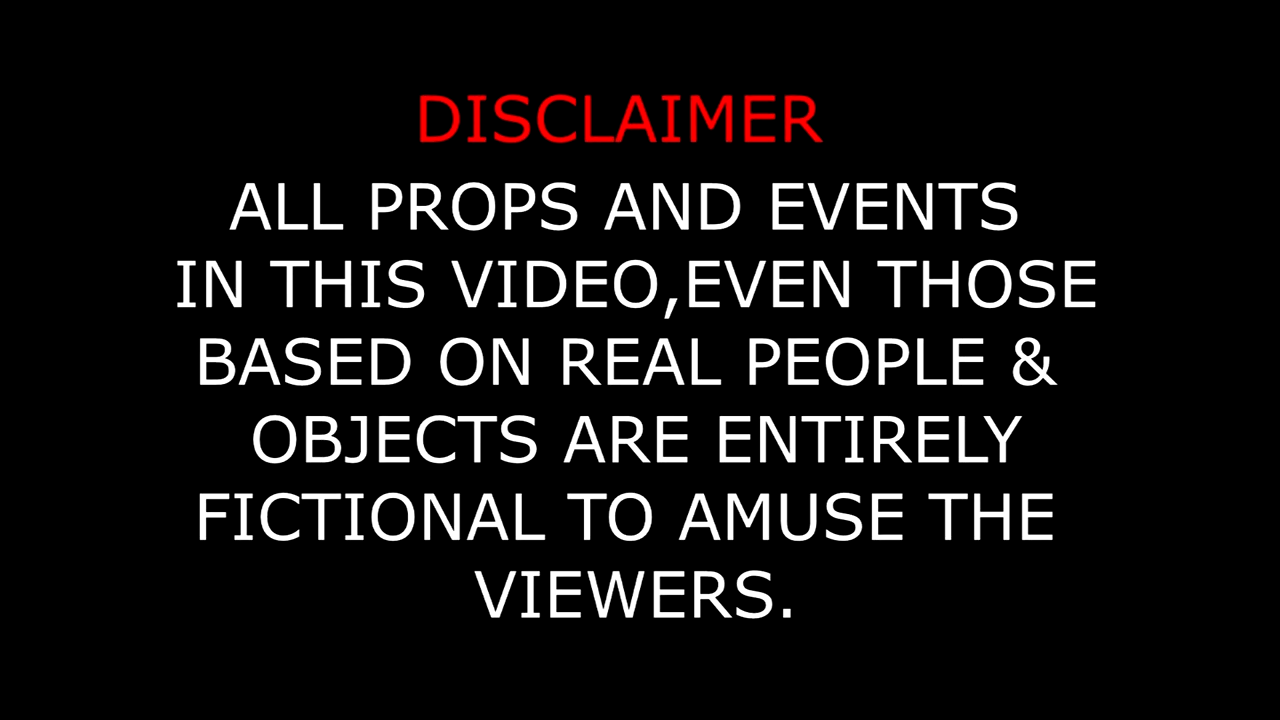 DISCLAIMER
ALL PROPS AND EVENTS
IN THIS VIDEO,EVEN THOSE
BASED ON REAL PEOPLE &
OBJECTS ARE ENTIRELY
FICTIONAL TO AMUSE THE
VIEWERS.